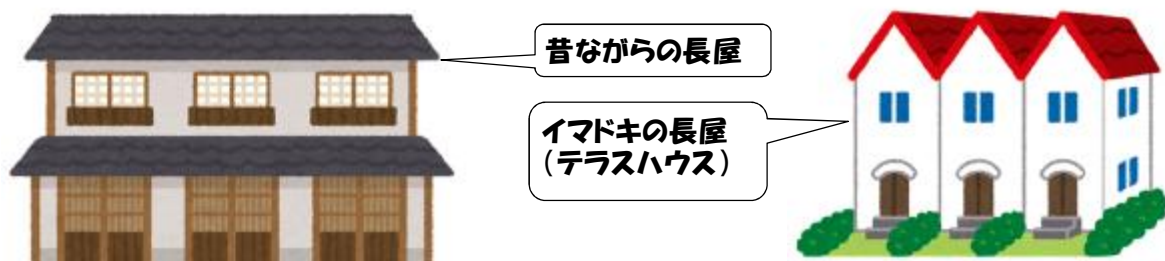 昔ながらの長屋
イマドキの長屋
（テラスハウス）